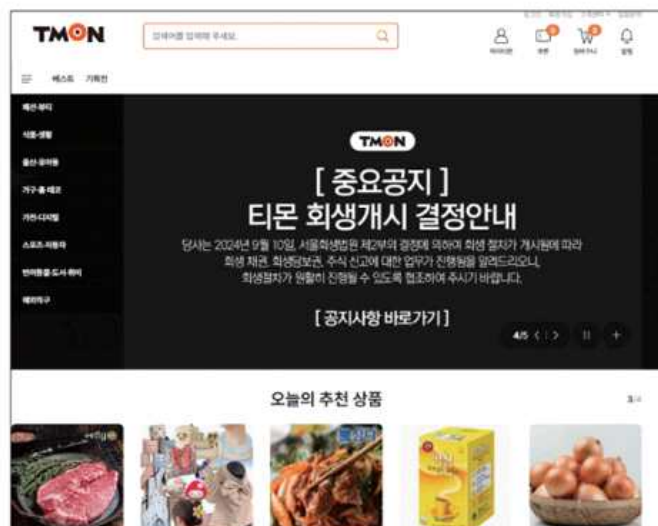 TMON
검색어를 입력해 주세요.
베스트 기획전
패션·뷰티
식품·생활
출산·유아동
가구·홈·데코
가전·디지털
스포츠·자동차
반려동물·도서·취미
해외직구
TMON
[ 중요공지 ]
티몬 회생개시 결정안내
당사는 2024년 9월 10일, 서울회생법원 제2부의 결정에 의하여 회생 절차가 개시됨에 따라
회생 채권, 회생담보권, 주식 신고에 대한 업무가 진행됨을 알려드리오니,
회생절차가 원활히 진행될 수 있도록 협조하여 주시기 바랍니다.
[ 공지사항 바로가기 ]
4/5
오늘의 추천 상품